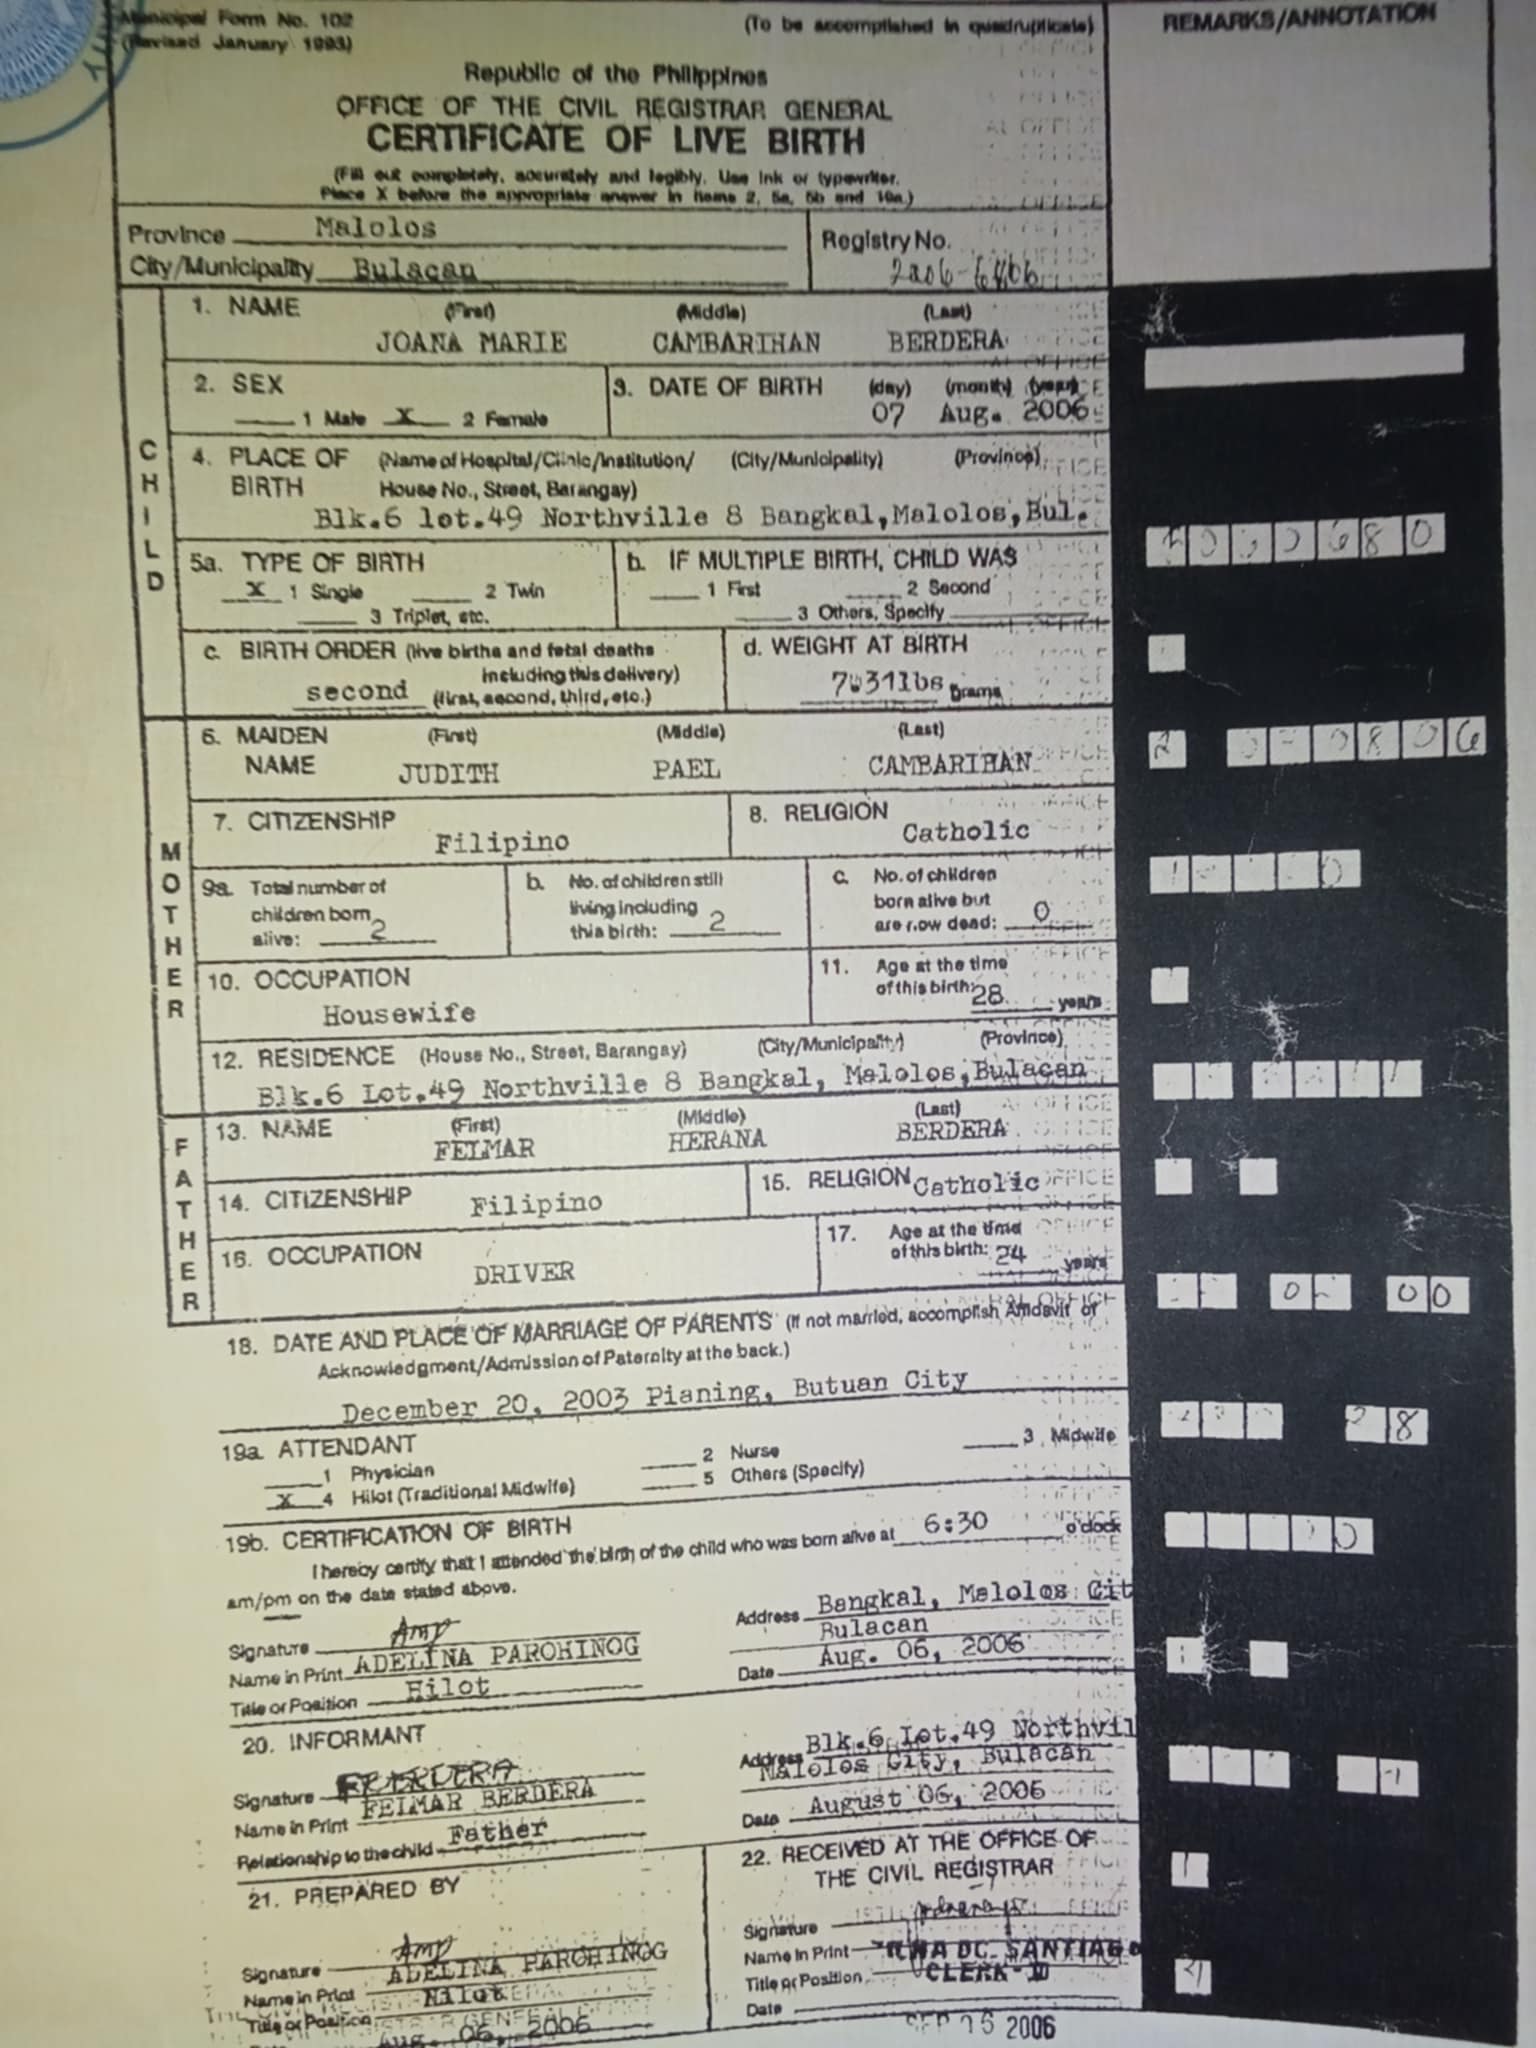 Municipal Form No. 102
(Revised January 1993)
(To be accomplished in quadruplicate)
REMARKS/ANNOTATION
Republic of the Philippines
OFFICE OF THE CIVIL REGISTRAR GENERAL
CERTIFICATE OF LIVE BIRTH
(Fill out completely, accurately and legibly. Use ink or typewriter.
Place X before the appropriate answer in items 2, 5a, 5b and 19a.)
Province Malolos
City/Municipality Bulacan
Registry No.
CHILD
1. NAME (First) (Middle) (Last)
JOANA MARIE CAMBARIHAN BERDERA
2. SEX
1 Male X 2 Female
3. DATE OF BIRTH (day) (month) (year)
07 Aug. 2006
4. PLACE OF BIRTH (Name of Hospital/Clinic/Institution/ (City/Municipality) (Province)
House No., Street, Barangay)
Blk.6 lot.49 Northville 8 Bangkal,Malolos,Bul.
5a. TYPE OF BIRTH
X 1 Single 2 Twin
3 Triplet, etc.
b. IF MULTIPLE BIRTH, CHILD WAS
1 First 2 Second
3 Others, Specify
c. BIRTH ORDER (live births and fetal deaths
including this delivery)
second (first, second, third, etc.)
d. WEIGHT AT BIRTH
7.31lbs grams
MOTHER
6. MAIDEN NAME (First) (Middle) (Last)
JUDITH PAEL CAMBARIHAN
7. CITIZENSHIP
Filipino
8. RELIGION
Catholic
9a. Total number of
children born
alive: 2
b. No. of children still
living including
this birth: 2
c. No. of children
born alive but
are now dead: 0
10. OCCUPATION
Housewife
11. Age at the time
of this birth: 28 years
12. RESIDENCE (House No., Street, Barangay) (City/Municipality) (Province)
Blk.6 Lot.49 Northville 8 Bangkal, Malolos,Bulacan
FATHER
13. NAME (First) (Middle) (Last)
FELMAR HERANA BERDERA
14. CITIZENSHIP Filipino
15. RELIGION Catholic
16. OCCUPATION
DRIVER
17. Age at the time
of this birth: 24 years
18. DATE AND PLACE OF MARRIAGE OF PARENTS (If not married, accomplish Affidavit of
Acknowledgment/Admission of Paternity at the back.)
December 20, 2003 Pianing, Butuan City
19a. ATTENDANT
1 Physician 2 Nurse 3 Midwife
X 4 Hilot (Traditional Midwife) 5 Others (Specify)
19b. CERTIFICATION OF BIRTH
I hereby certify that I attended the birth of the child who was born alive at 6:30 o'clock
am/pm on the date stated above.
Signature
Name in Print ADELINA PAROHINOG
Title or Position Hilot
Address Bangkal, Malolos Cit
Bulacan
Date Aug. 06, 2006
20. INFORMANT
Signature
Name in Print FELMAR BERDERA
Relationship to the child Father
Address Blk.6 Lot.49 Northvil
Malolos City, Bulacan
Date August 06, 2006
21. PREPARED BY
Signature
Name in Print ADELINA PAROHINOG
Title or Position Hilot
Aug. 06, 2006
22. RECEIVED AT THE OFFICE OF
THE CIVIL REGISTRAR
Signature
Name in Print DC. SANTIAGO
Title or Position CLERK-II
Date
2006